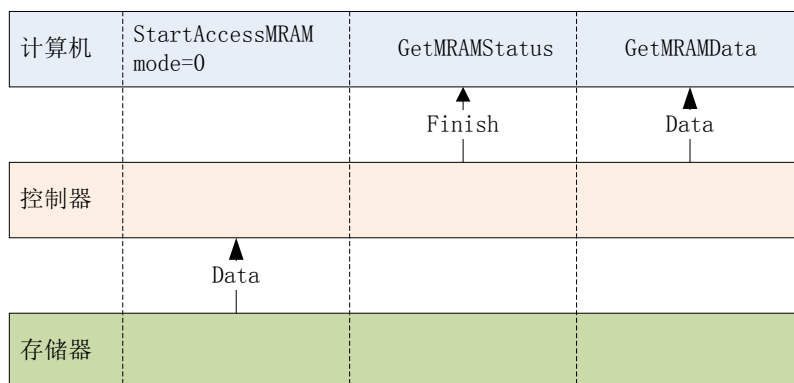 计算机
StartAccessMRAM
mode=0
GetMRAMStatus
GetMRAMData
Finish
Data
控制器
Data
存储器